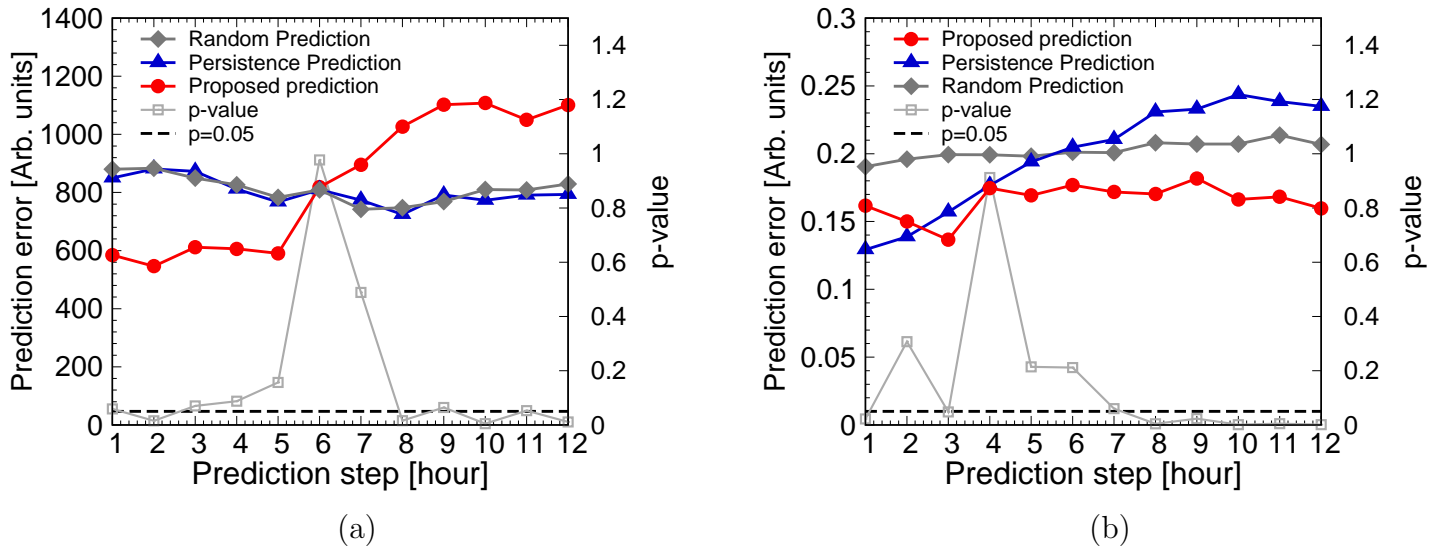 Prediction error [Arb. units]
1400
1200
1000
800
600
400
200
0
Random Prediction
Persistence Prediction
Proposed prediction
p-value
p=0.05
1.4
1.2
1
0.8
0.6
0.4
0.2
0
p-value
1 2 3 4 5 6 7 8 9 10 11 12
Prediction step [hour]
(a)
Prediction error [Arb. units]
0.3
0.25
0.2
0.15
0.1
0.05
0
Proposed prediction
Persistence Prediction
Random Prediction
p-value
p=0.05
1.4
1.2
1
0.8
0.6
0.4
0.2
0
p-value
1 2 3 4 5 6 7 8 9 10 11 12
Prediction step [hour]
(b)